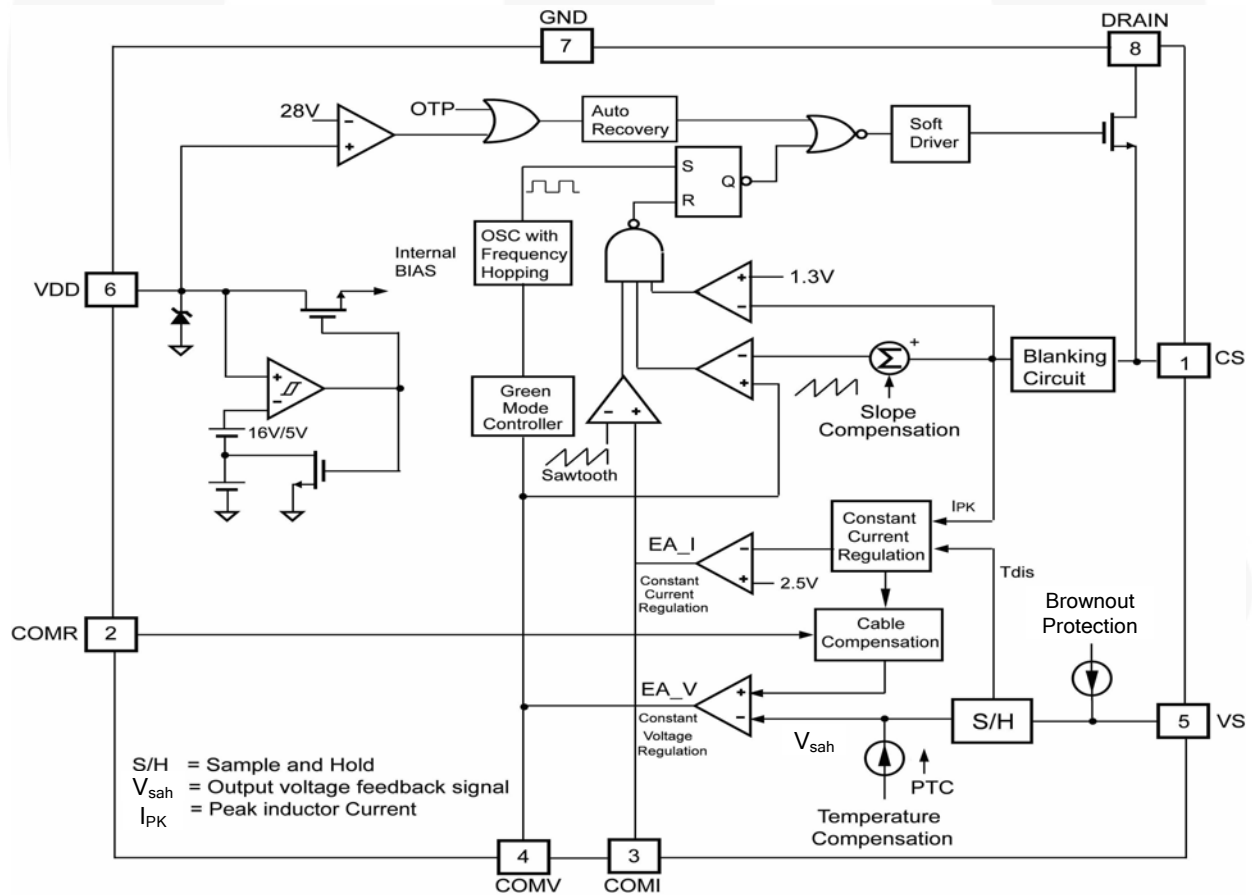 GND
7
DRAIN
8
28V
OTP
Auto
Recovery
Soft
Driver
S
R
Q
OSC with
Frequency
Hopping
Internal
BIAS
VDD
6
1.3V
16V/5V
Green
Mode
Controller
Sawtooth
Σ
+
Slope
Compensation
Blanking
Circuit
1
CS
IPK
Constant
Current
Regulation
Tdis
EA_I
Constant
Current
Regulation
2.5V
COMR
2
Cable
Compensation
Brownout
Protection
EA_V
Constant
Voltage
Regulation
Vsah
S/H
5
VS
PTC
Temperature
Compensation
S/H = Sample and Hold
Vsah = Output voltage feedback signal
IPK = Peak inductor Current
4
COMV
3
COMI